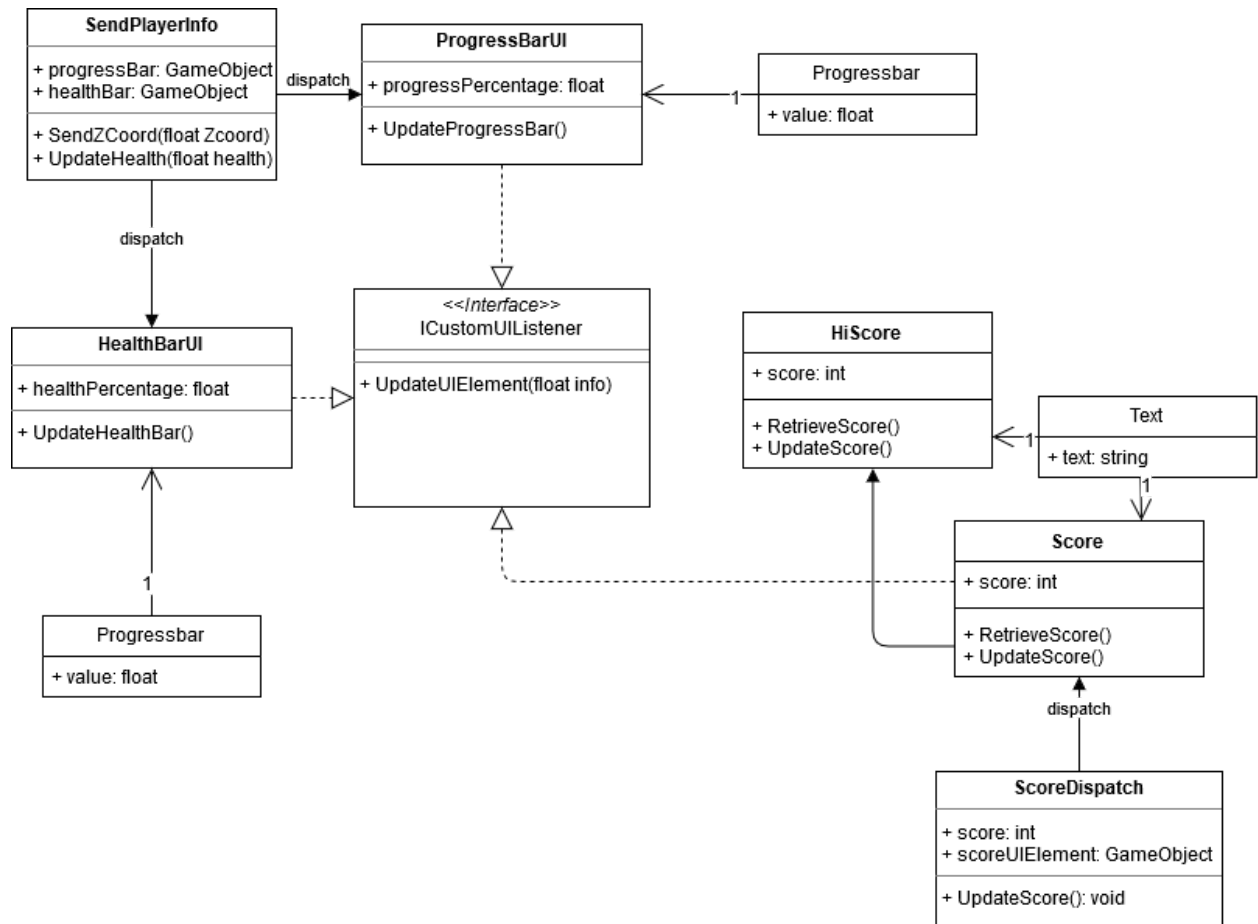 SendPlayerInfo
+ progressBar: GameObject
+ healthBar: GameObject
+ SendZCoord(float Zcoord)
+ UpdateHealth(float health)
dispatch
ProgressBarUI
+ progressPercentage: float
+ UpdateProgressBar()
1
Progressbar
+ value: float
dispatch
<<Interface>>
ICustomUIListener
+ UpdateUIElement(float info)
HealthBarUI
+ healthPercentage: float
+ UpdateHealthBar()
HiScore
+ score: int
+ RetrieveScore()
+ UpdateScore()
1
Text
+ text: string
1
Score
+ score: int
+ RetrieveScore()
+ UpdateScore()
1
Progressbar
+ value: float
dispatch
ScoreDispatch
+ score: int
+ scoreUIElement: GameObject
+ UpdateScore(): void